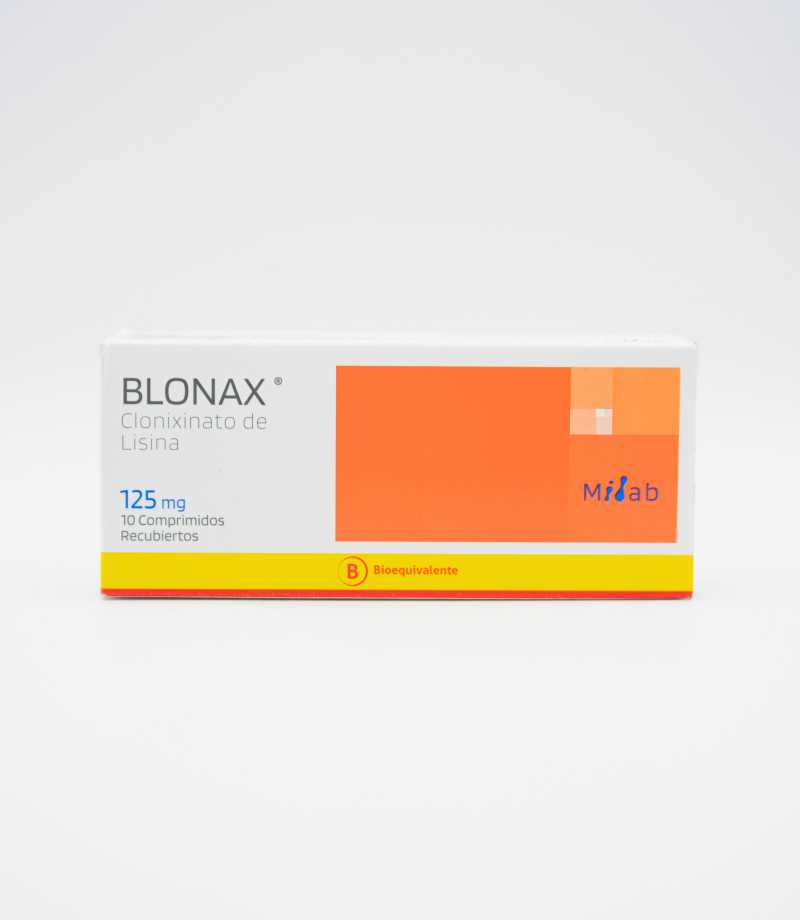 BLONAX ®
Clonixinato de
Lisina
125 mg
10 Comprimidos
Recubiertos
Milab
B Bioequivalente